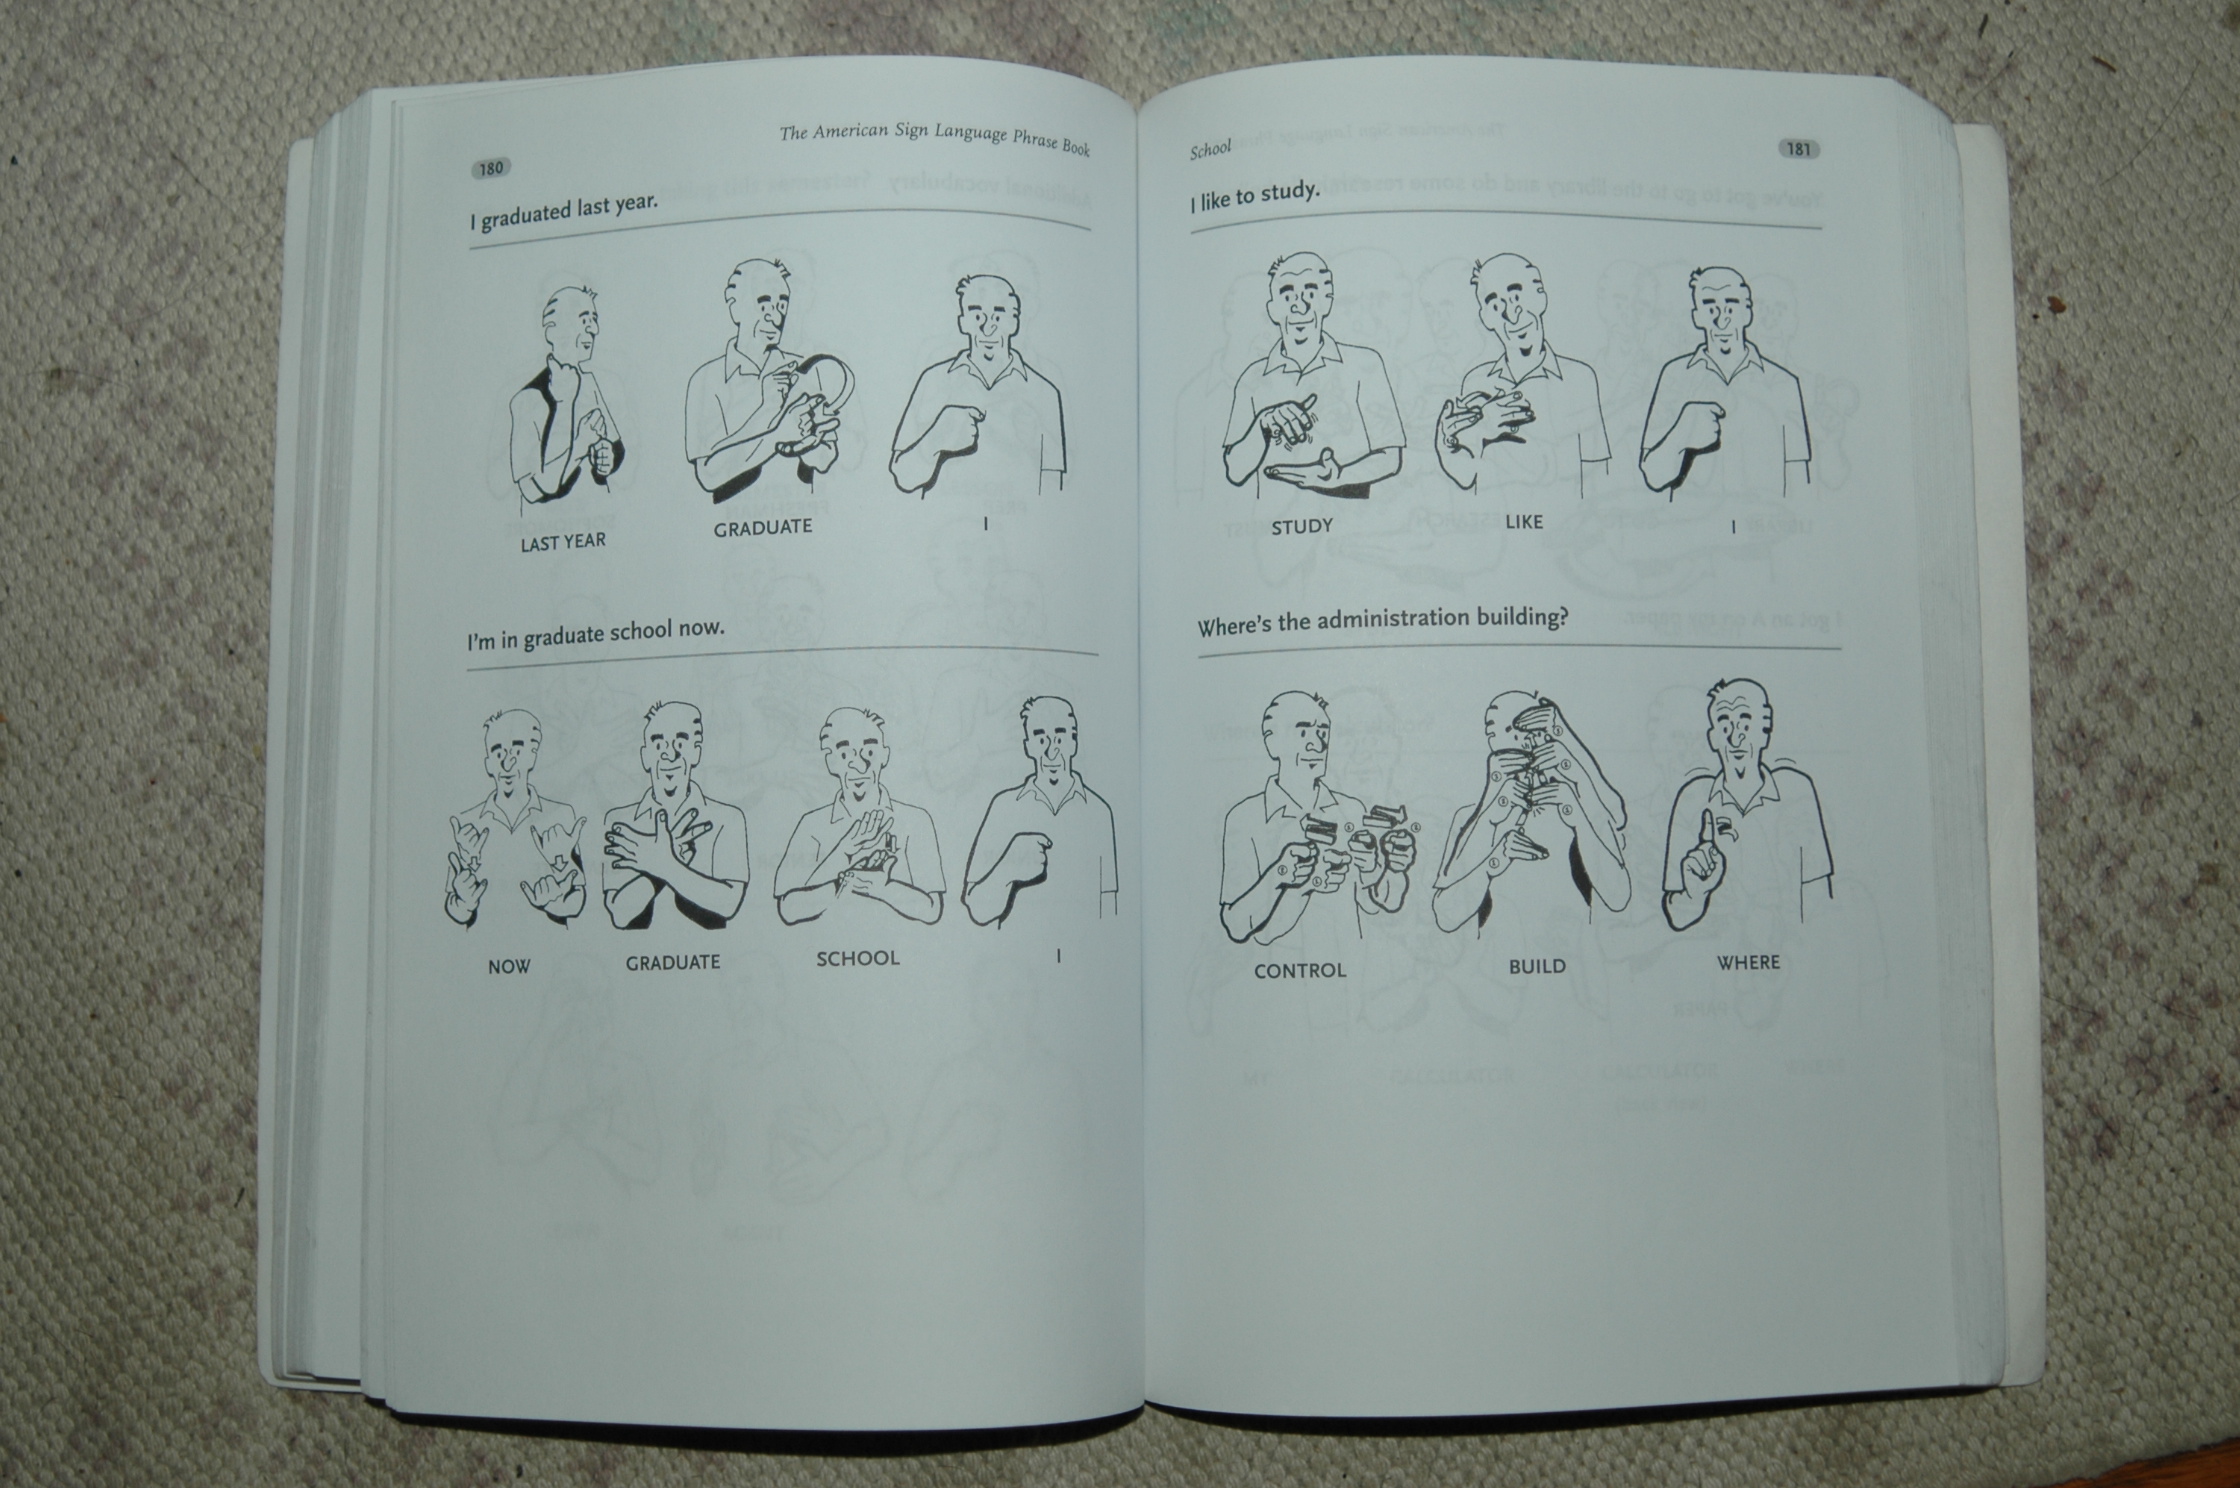 180
The American Sign Language Phrase Book
I graduated last year.
LAST YEAR GRADUATE I
I'm in graduate school now.
NOW GRADUATE SCHOOL I
School
181
I like to study.
STUDY LIKE I
Where's the administration building?
CONTROL BUILD WHERE